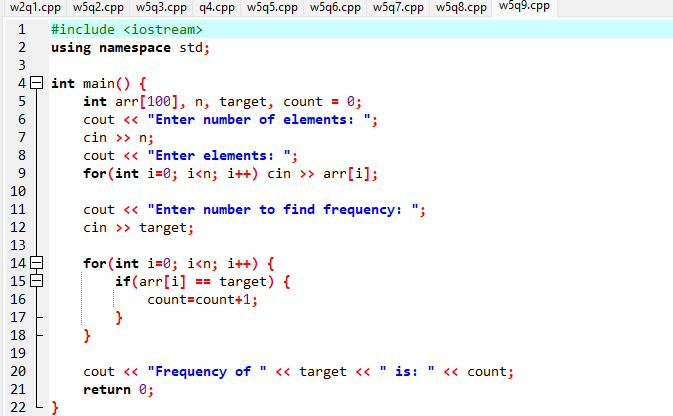 w2q1.cpp w5q2.cpp w5q3.cpp q4.cpp w5q5.cpp w5q6.cpp w5q7.cpp w5q8.cpp w5q9.cpp
1 #include <iostream>
2 using namespace std;
3
4 int main() {
5     int arr[100], n, target, count = 0;
6     cout << "Enter number of elements: ";
7     cin >> n;
8     cout << "Enter elements: ";
9     for(int i=0; i<n; i++) cin >> arr[i];
10
11     cout << "Enter number to find frequency: ";
12     cin >> target;
13
14     for(int i=0; i<n; i++) {
15         if(arr[i] == target) {
16             count=count+1;
17         }
18     }
19
20     cout << "Frequency of " << target << " is: " << count;
21     return 0;
22 }